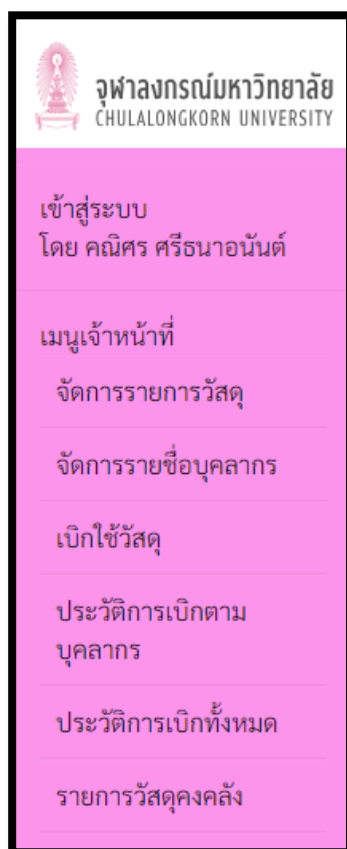 จุฬาลงกรณ์มหาวิทยาลัย
CHULALONGKORN UNIVERSITY
เข้าสู่ระบบ
โดย คณิศร ศรีธนาอนันต์
เมนูเจ้าหน้าที่
จัดการรายการวัสดุ
จัดการรายชื่อบุคลากร
เบิกใช้วัสดุ
ประวัติการเบิกตาม
บุคลากร
ประวัติการเบิกทั้งหมด
รายการวัสดุคงคลัง